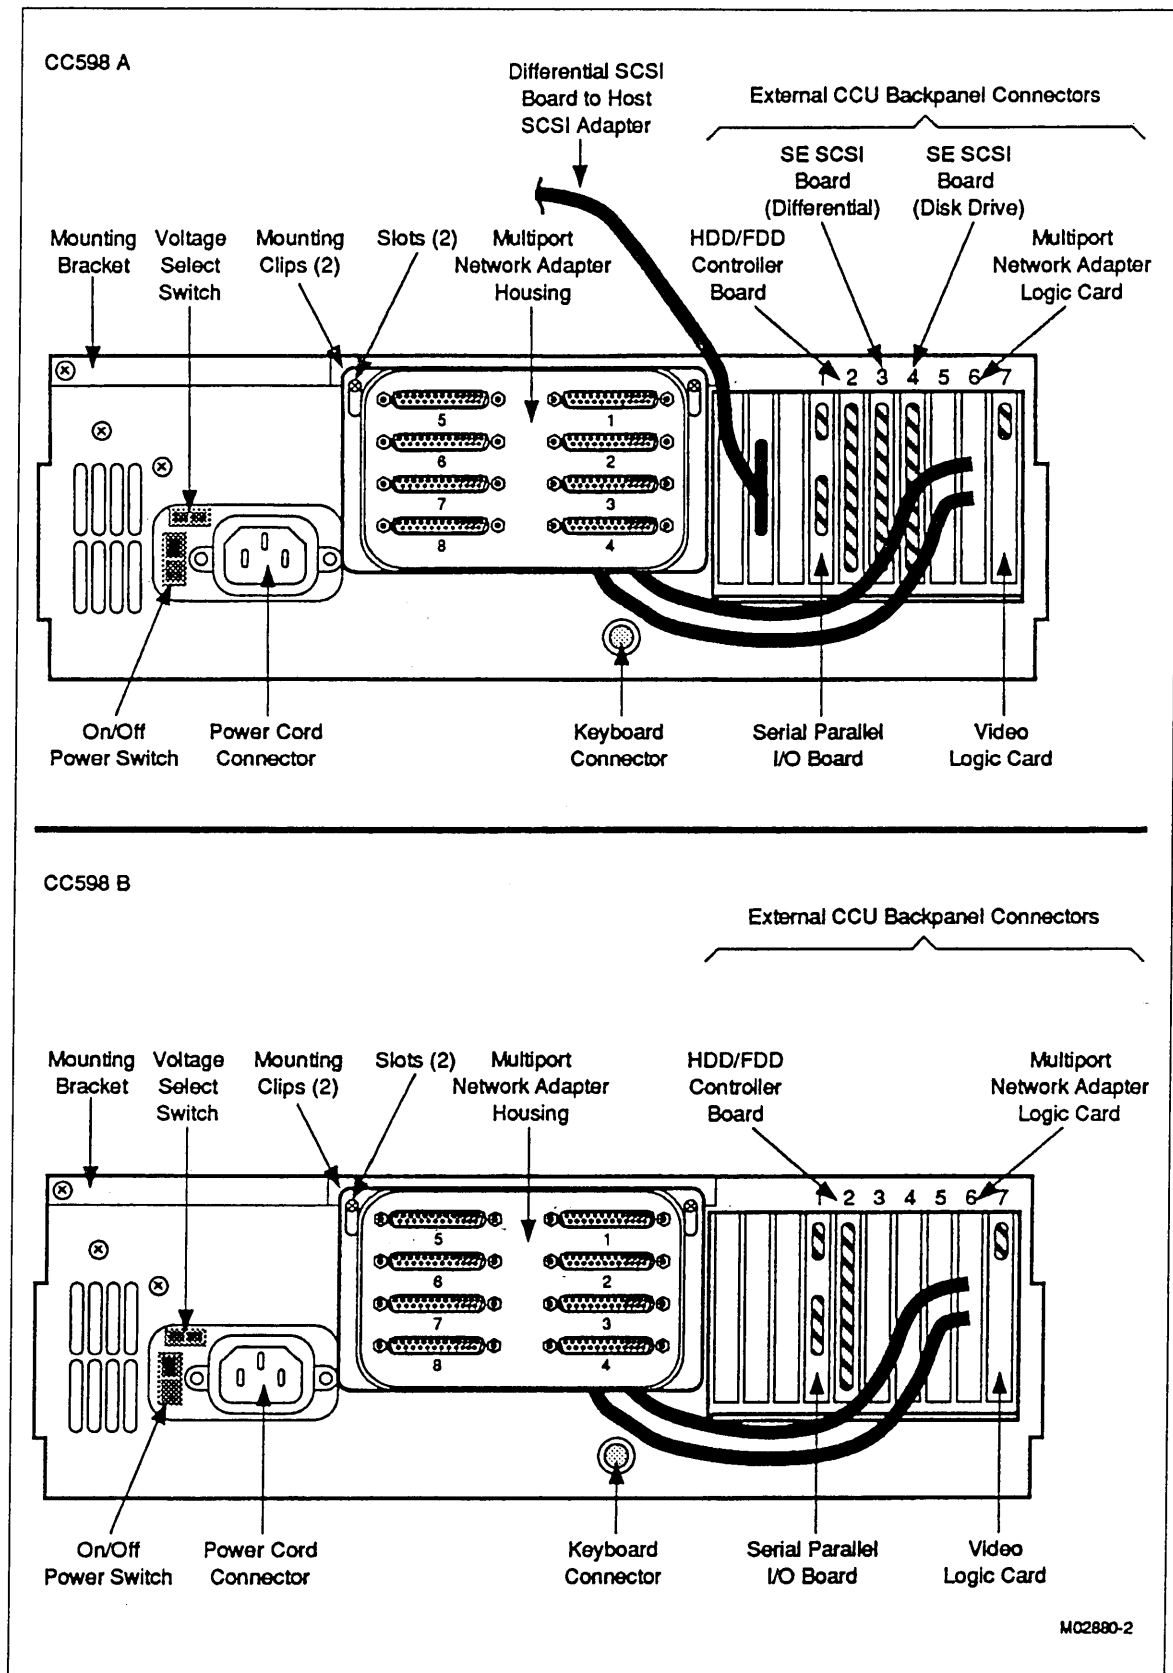 CC598 A
Differential SCSI
Board to Host
SCSI Adapter
External CCU Backpanel Connectors
SE SCSI
Board
(Differential)
SE SCSI
Board
(Disk Drive)
Mounting
Bracket
Voltage
Select
Switch
Mounting
Clips (2)
Slots (2)
Multiport
Network Adapter
Housing
HDD/FDD
Controller
Board
Multiport
Network Adapter
Logic Card
1 2 3 4 5 6 7
5 1
6 2
7 3
8 4
On/Off
Power Switch
Power Cord
Connector
Keyboard
Connector
Serial Parallel
I/O Board
Video
Logic Card
CC598 B
External CCU Backpanel Connectors
Mounting
Bracket
Voltage
Select
Switch
Mounting
Clips (2)
Slots (2)
Multiport
Network Adapter
Housing
HDD/FDD
Controller
Board
Multiport
Network Adapter
Logic Card
1 2 3 4 5 6 7
5 1
6 2
7 3
8 4
On/Off
Power Switch
Power Cord
Connector
Keyboard
Connector
Serial Parallel
I/O Board
Video
Logic Card
M02880-2